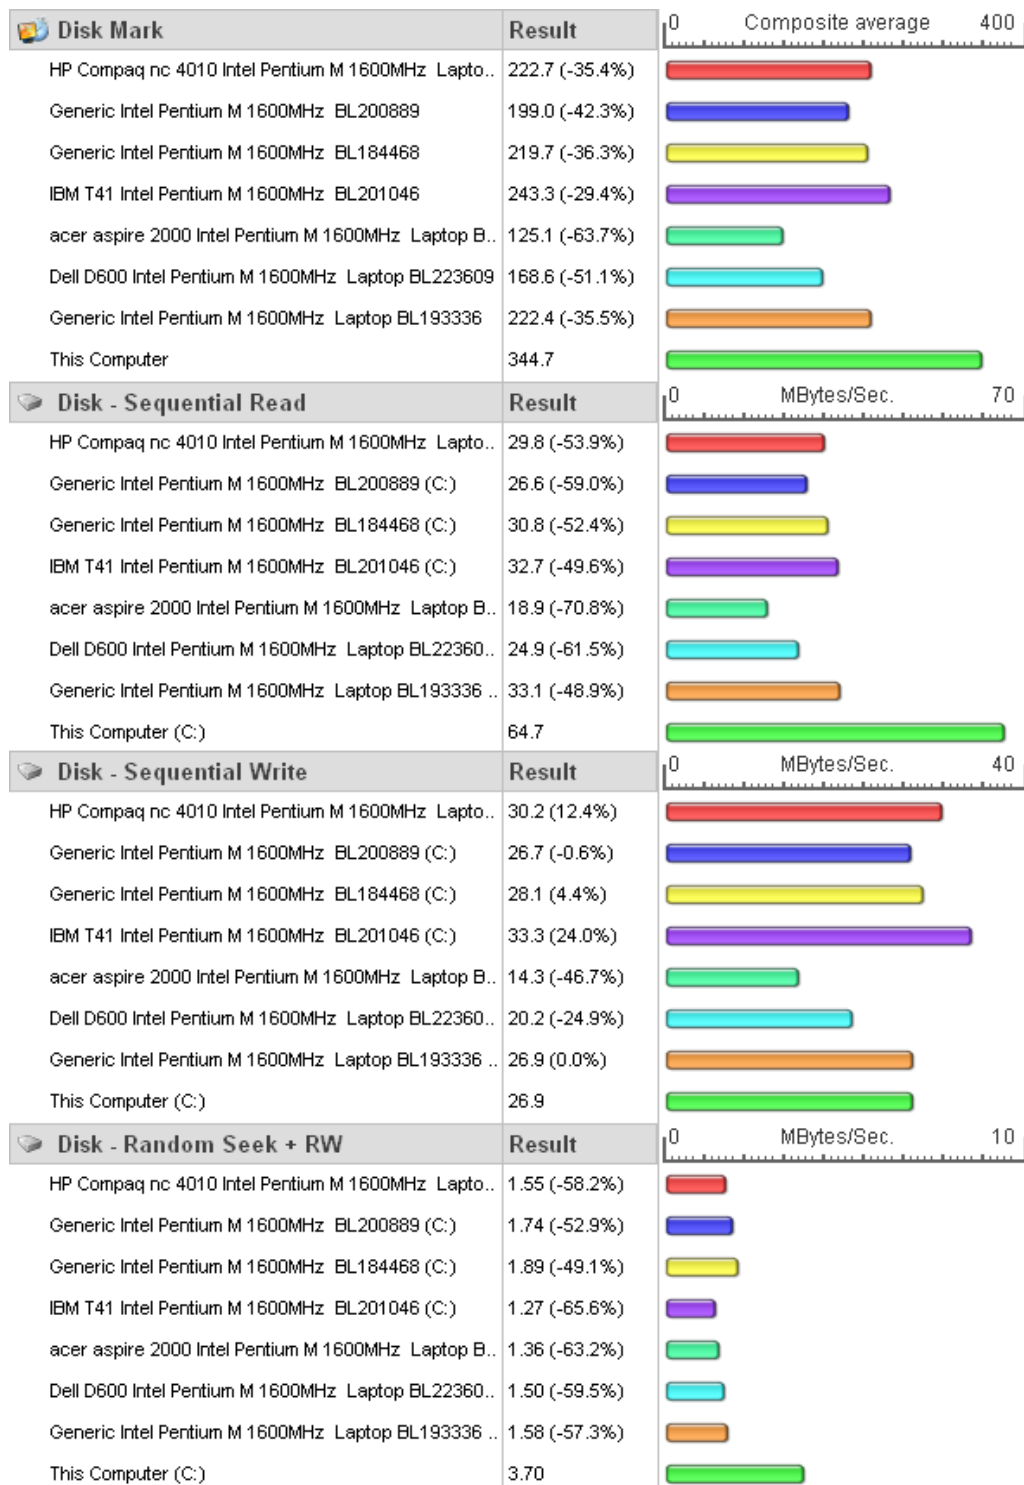 Disk Mark Result 0 Composite average 400
HP Compaq nc 4010 Intel Pentium M 1600MHz Lapto.. 222.7 (-35.4%)
Generic Intel Pentium M 1600MHz BL200889 199.0 (-42.3%)
Generic Intel Pentium M 1600MHz BL184468 219.7 (-36.3%)
IBM T41 Intel Pentium M 1600MHz BL201046 243.3 (-29.4%)
acer aspire 2000 Intel Pentium M 1600MHz Laptop B.. 125.1 (-63.7%)
Dell D600 Intel Pentium M 1600MHz Laptop BL223609 168.6 (-51.1%)
Generic Intel Pentium M 1600MHz Laptop BL193336 222.4 (-35.5%)
This Computer 344.7
Disk - Sequential Read Result 0 MBytes/Sec. 70
HP Compaq nc 4010 Intel Pentium M 1600MHz Lapto.. 29.8 (-53.9%)
Generic Intel Pentium M 1600MHz BL200889 (C:) 26.6 (-59.0%)
Generic Intel Pentium M 1600MHz BL184468 (C:) 30.8 (-52.4%)
IBM T41 Intel Pentium M 1600MHz BL201046 (C:) 32.7 (-49.6%)
acer aspire 2000 Intel Pentium M 1600MHz Laptop B.. 18.9 (-70.8%)
Dell D600 Intel Pentium M 1600MHz Laptop BL22360.. 24.9 (-61.5%)
Generic Intel Pentium M 1600MHz Laptop BL193336 .. 33.1 (-48.9%)
This Computer (C:) 64.7
Disk - Sequential Write Result 0 MBytes/Sec. 40
HP Compaq nc 4010 Intel Pentium M 1600MHz Lapto.. 30.2 (12.4%)
Generic Intel Pentium M 1600MHz BL200889 (C:) 26.7 (-0.6%)
Generic Intel Pentium M 1600MHz BL184468 (C:) 28.1 (4.4%)
IBM T41 Intel Pentium M 1600MHz BL201046 (C:) 33.3 (24.0%)
acer aspire 2000 Intel Pentium M 1600MHz Laptop B.. 14.3 (-46.7%)
Dell D600 Intel Pentium M 1600MHz Laptop BL22360.. 20.2 (-24.9%)
Generic Intel Pentium M 1600MHz Laptop BL193336 .. 26.9 (0.0%)
This Computer (C:) 26.9
Disk - Random Seek + RW Result 0 MBytes/Sec. 10
HP Compaq nc 4010 Intel Pentium M 1600MHz Lapto.. 1.55 (-58.2%)
Generic Intel Pentium M 1600MHz BL200889 (C:) 1.74 (-52.9%)
Generic Intel Pentium M 1600MHz BL184468 (C:) 1.89 (-49.1%)
IBM T41 Intel Pentium M 1600MHz BL201046 (C:) 1.27 (-65.6%)
acer aspire 2000 Intel Pentium M 1600MHz Laptop B.. 1.36 (-63.2%)
Dell D600 Intel Pentium M 1600MHz Laptop BL22360.. 1.50 (-59.5%)
Generic Intel Pentium M 1600MHz Laptop BL193336 .. 1.58 (-57.3%)
This Computer (C:) 3.70